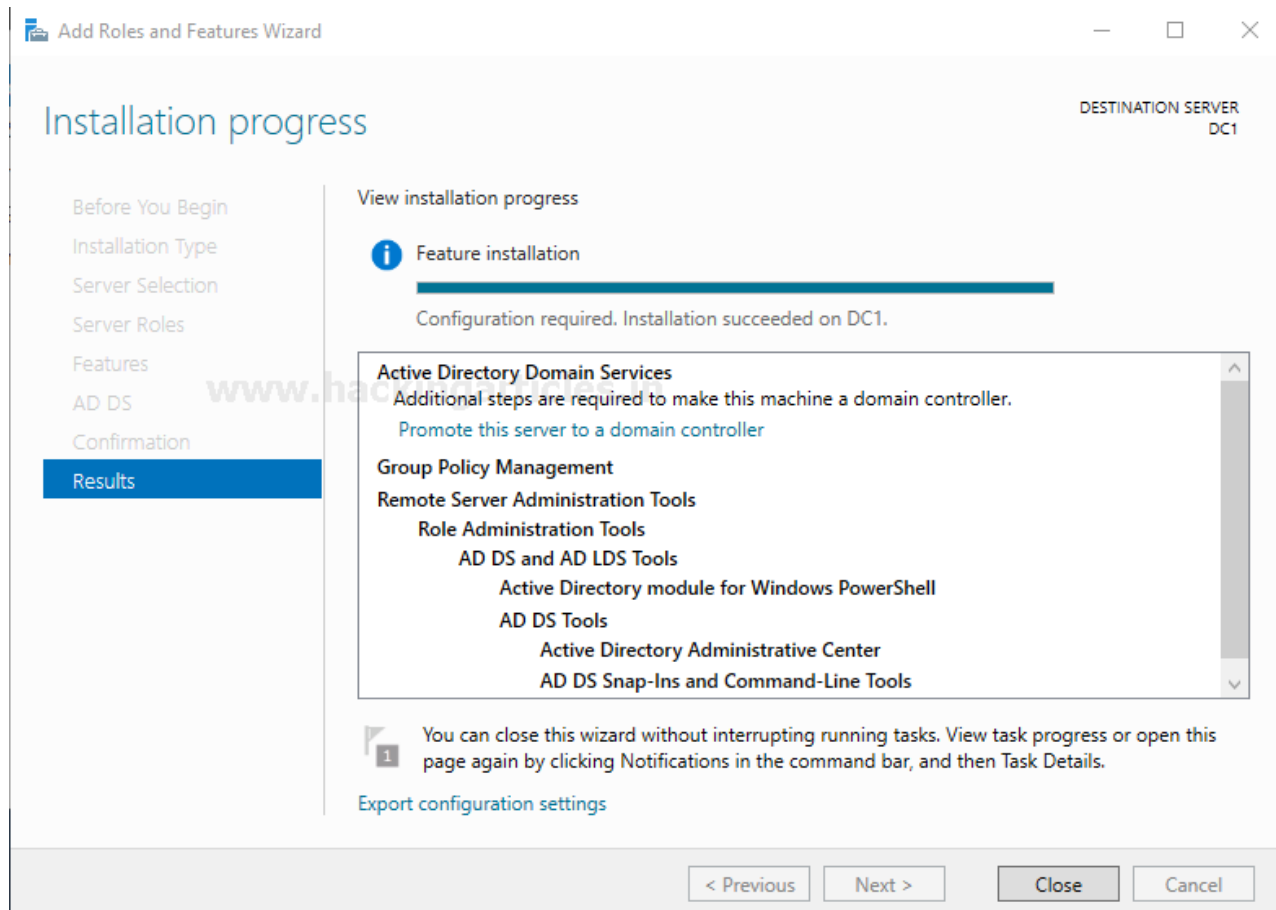 Add Roles and Features Wizard
Installation progress
DESTINATION SERVER
DC1
Before You Begin
Installation Type
Server Selection
Server Roles
Features
AD DS
Confirmation
Results
View installation progress
Feature installation
Configuration required. Installation succeeded on DC1.
Active Directory Domain Services
Additional steps are required to make this machine a domain controller.
Promote this server to a domain controller
Group Policy Management
Remote Server Administration Tools
Role Administration Tools
AD DS and AD LDS Tools
Active Directory module for Windows PowerShell
AD DS Tools
Active Directory Administrative Center
AD DS Snap-Ins and Command-Line Tools
www.hackingarticles.in
1
You can close this wizard without interrupting running tasks. View task progress or open this
page again by clicking Notifications in the command bar, and then Task Details.
Export configuration settings
< Previous
Next >
Close
Cancel